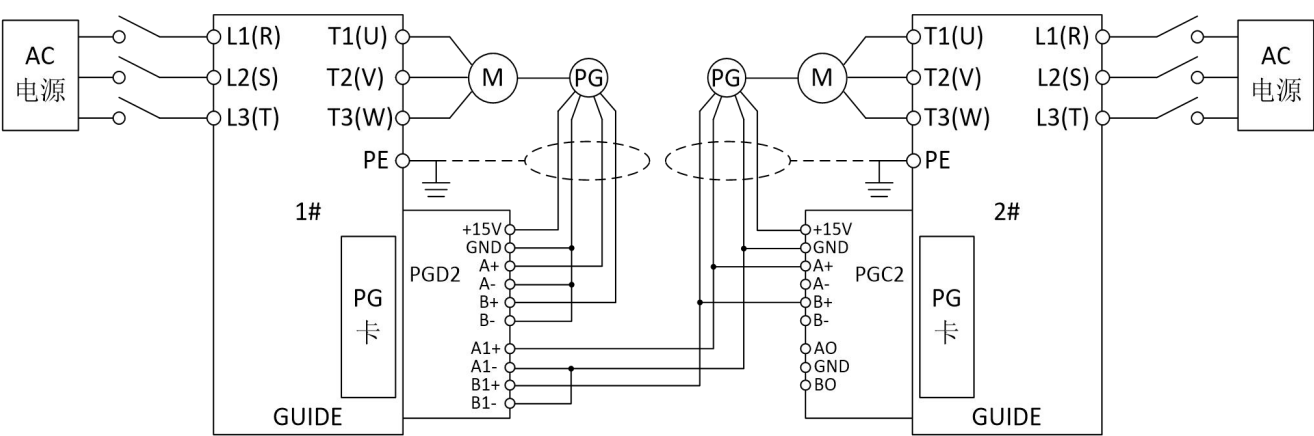 AC
电源
L1(R)
L2(S)
L3(T)
T1(U)
T2(V)
T3(W)
PE
M
PG
1#
PG
卡
GUIDE
PGD2
+15V
GND
A+
A-
B+
B-
A1+
A1-
B1+
B1-
PG
M
T1(U)
T2(V)
T3(W)
PE
L1(R)
L2(S)
L3(T)
AC
电源
2#
PGC2
+15V
GND
A+
A-
B+
B-
AO
GND
BO
PG
卡
GUIDE